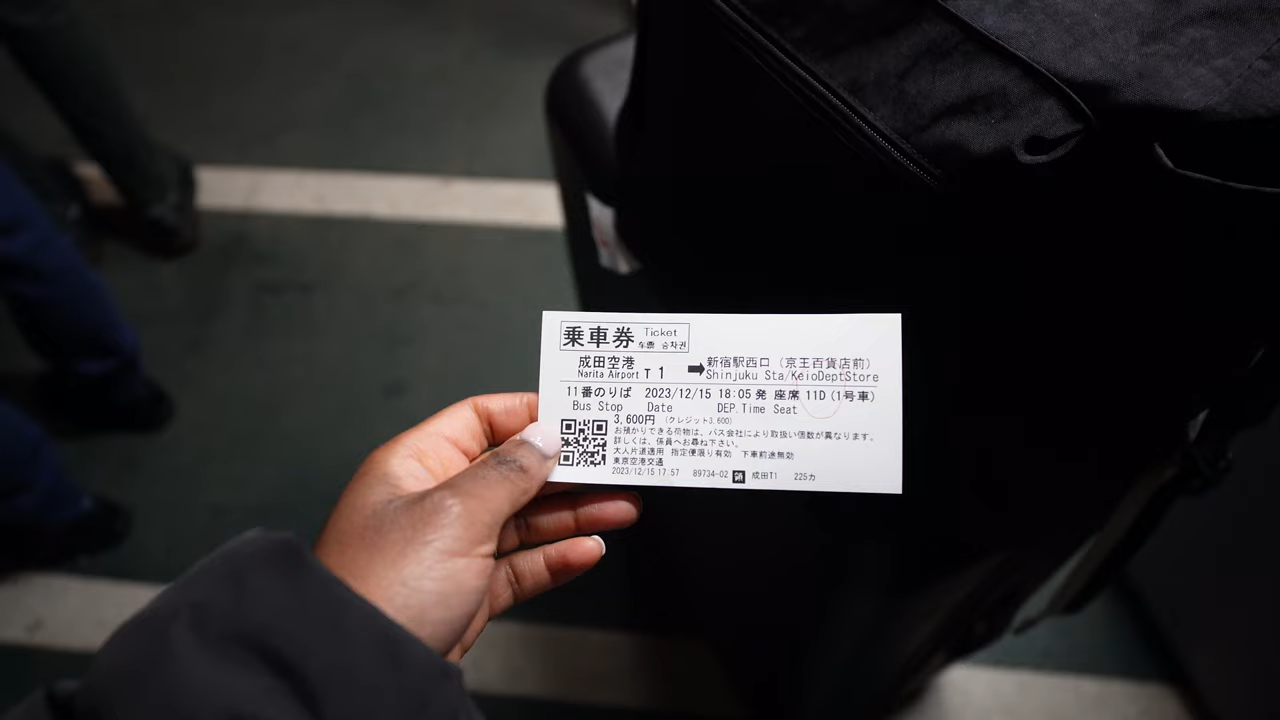 乗車券 Ticket
车票 승차권
成田空港 T1 ➡ 新宿駅西口 (京王百貨店前)
Narita Airport Shinjuku Sta/KeioDeptStore
11番のりば 2023/12/15 18:05発 座席 11D (1号車)
Bus Stop Date DEP.Time Seat
3,600円 (クレジット3,600)
お預かりできる荷物は、バス会社により取扱い個数が異なります。
詳しくは、係員へお尋ね下さい。
大人片道適用 指定便限り有効 下車前途無効
東京空港交通
2023/12/15 17:57 89734-02 領 成田T1 225カ